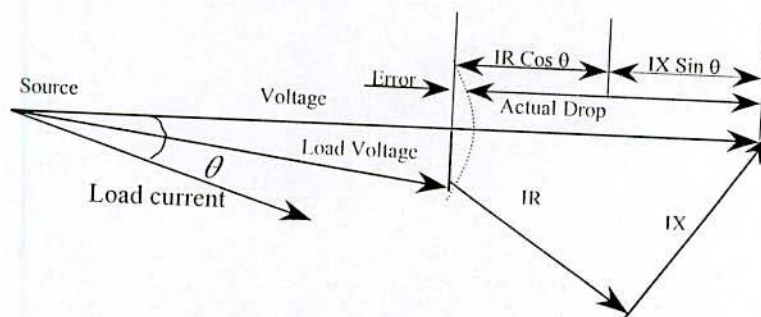 IR Cos θ
IX Sin θ
Error
Source
Voltage
Actual Drop
Load Voltage
θ
Load current
IR
IX